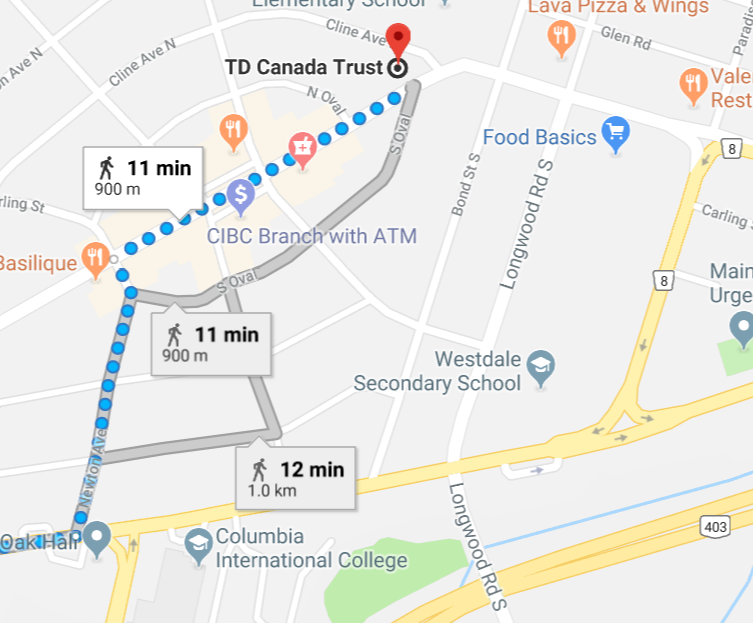 Elementary School
Lava Pizza & Wings
Cline Ave
Glen Rd
Cline Ave N
on Ave N
TD Canada Trust
N Oval
Paradis
Vale
Rest
Food Basics
8
S Oval
11 min
900 m
Bond St S
Longwood Rd S
rling St
Carling S
CIBC Branch with ATM
Basilique
S Oval
8
Main
Urge
11 min
900 m
Westdale
Secondary School
Newton Ave
12 min
1.0 km
Longwood Rd S
403
Oak Hall
Columbia
International College